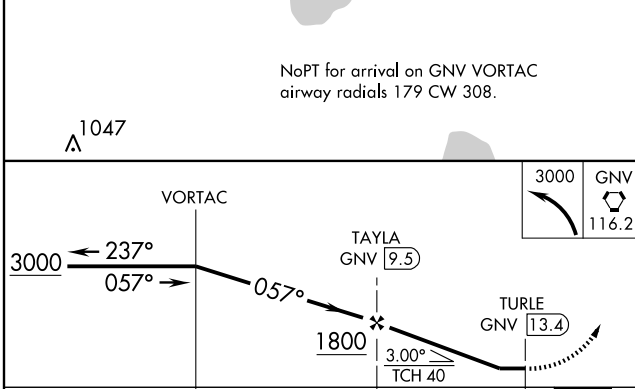 NoPT for arrival on GNV VORTAC
airway radials 179 CW 308.
1047
3000
GNV
116.2
VORTAC
TAYLA
GNV 9.5
3000
237°
057°
057°
TURLE
GNV 13.4
1800
3.00°
TCH 40